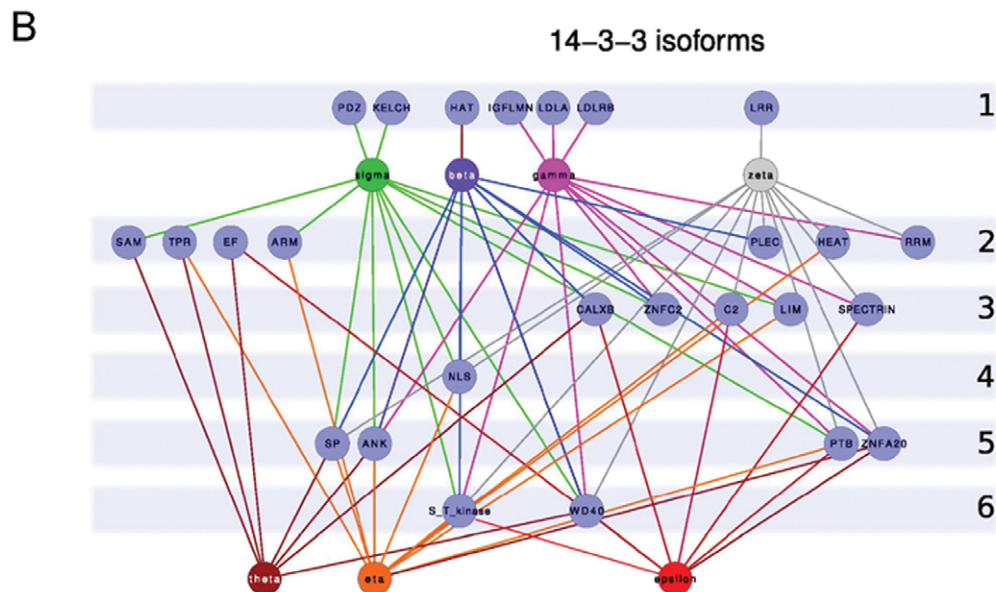 B
14–3–3 isoforms
PDZ KELCH HAT IGFLMN LDLA LDLRB LRR 1
sigma beta gamma zeta
SAM TPR EF ARM PLEC HEAT RRM 2
CALXB ZNFC2 C2 LIM SPECTRIN 3
NLS 4
SP ANK PTB ZNFA20 5
S_T_kinase WD40 6
theta eta epsilon